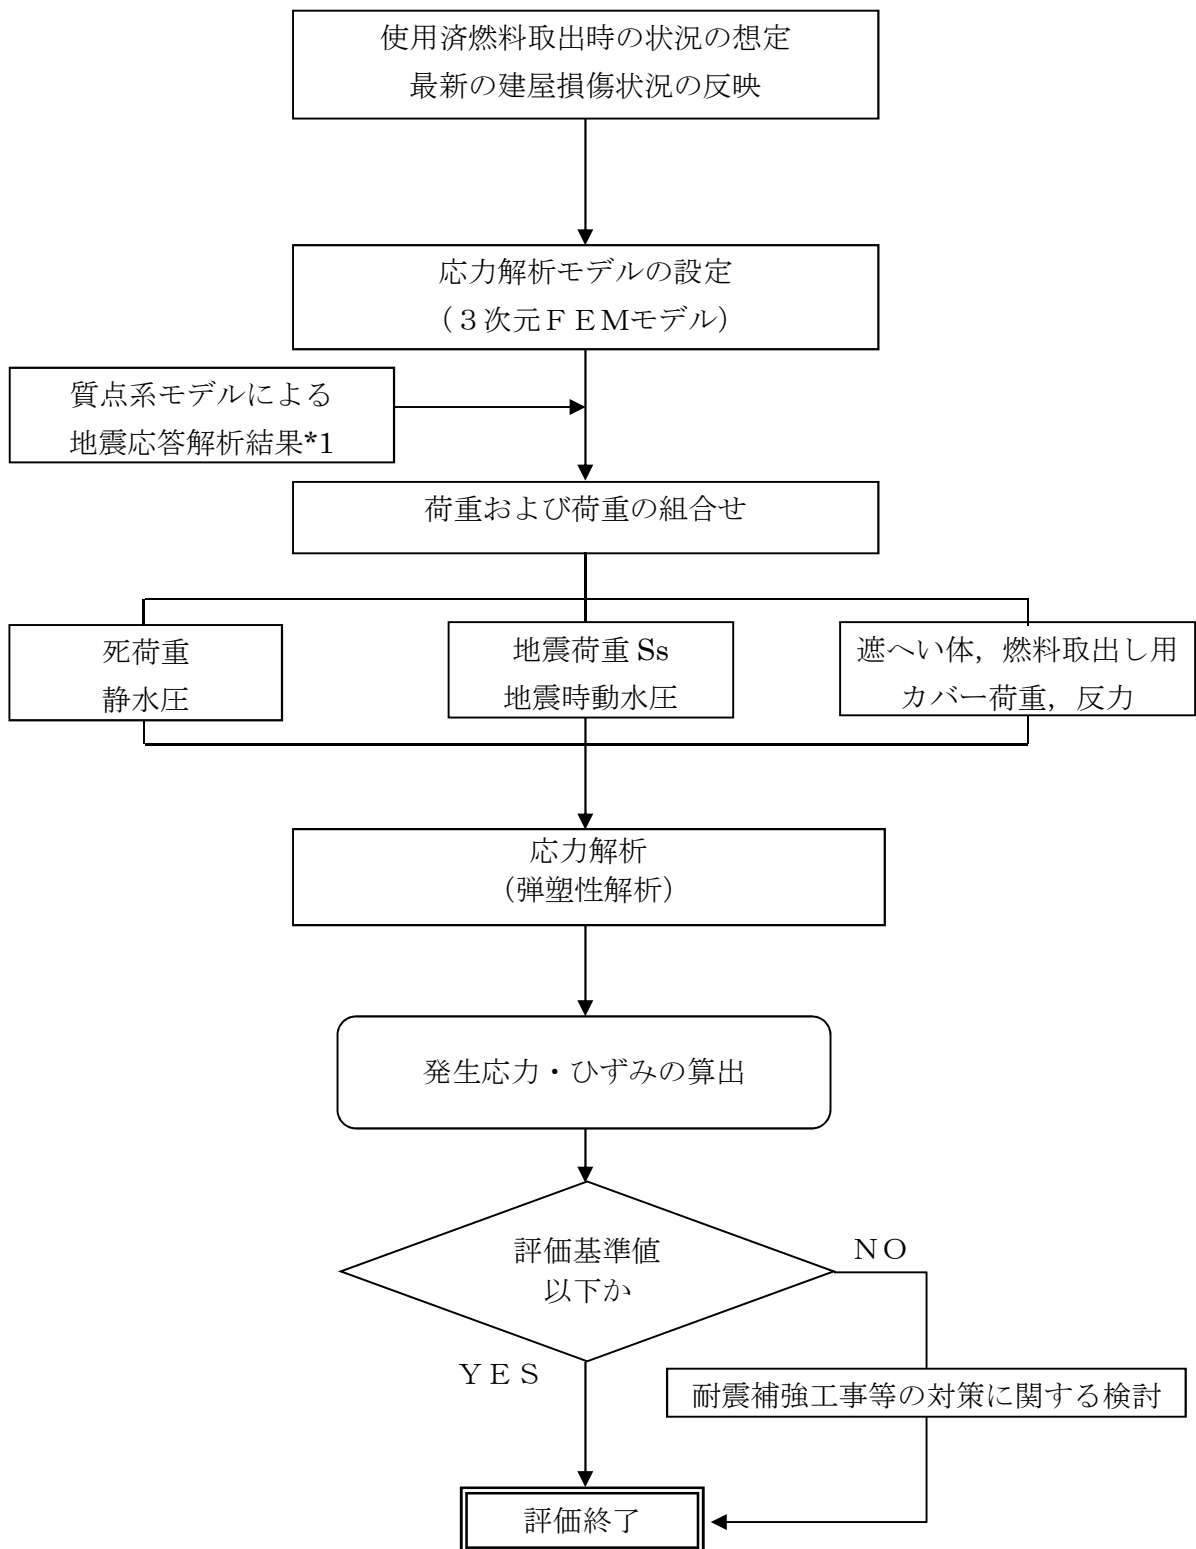 使用済燃料取出時の状況の想定
最新の建屋損傷状況の反映
応力解析モデルの設定
(３次元ＦＥＭモデル)
質点系モデルによる
地震応答解析結果*1
荷重および荷重の組合せ
死荷重
静水圧
地震荷重 Ss
地震時動水圧
遮へい体，燃料取出し用
カバー荷重，反力
応力解析
(弾塑性解析)
発生応力・ひずみの算出
評価基準値
以下か
ＮＯ
ＹＥＳ
耐震補強工事等の対策に関する検討
評価終了